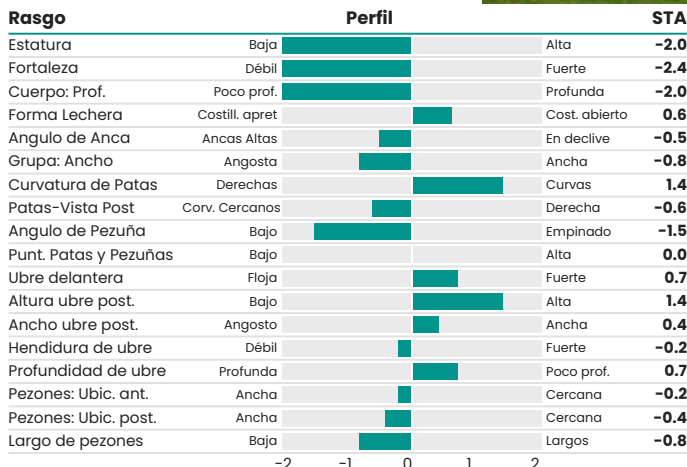 Rasgo Perfil STA
Estatura Baja Alta -2.0
Fortaleza Débil Fuerte -2.4
Cuerpo: Prof. Poco prof. Profunda -2.0
Forma Lechera Costill. apret Cost. abierto 0.6
Angulo de Anca Ancas Altas En declive -0.5
Grupa: Ancho Angosta Ancha -0.8
Curvatura de Patas Derechas Curvas 1.4
Patas-Vista Post Corv. Cercanos Derecha -0.6
Angulo de Pezuña Bajo Empinado -1.5
Punt. Patas y Pezuñas Bajo Alta 0.0
Ubre delantera Floja Fuerte 0.7
Altura ubre post. Bajo Alta 1.4
Ancho ubre post. Angosto Ancha 0.4
Hendidura de ubre Débil Fuerte -0.2
Profundidad de ubre Profunda Poco prof. 0.7
Pezones: Ubic. ant. Ancha Cercana -0.2
Pezones: Ubic. post. Ancha Cercana -0.4
Largo de pezones Baja Largos -0.8
-2 -1 0 1 2